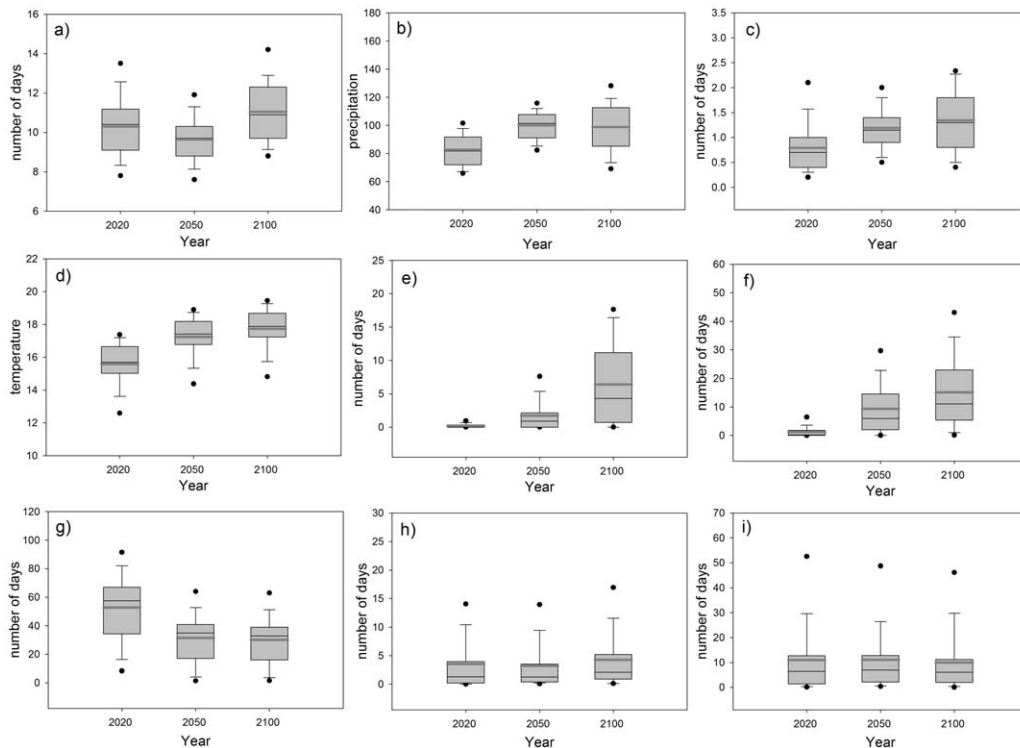 a)
number of days
16
14
12
10
8
6
2020 2050 2100
Year
b)
precipitation
180
160
140
120
100
80
60
40
2020 2050 2100
Year
c)
number of days
3.5
3.0
2.5
2.0
1.5
1.0
0.5
0.0
2020 2050 2100
Year
d)
temperature
22
20
18
16
14
12
10
2020 2050 2100
Year
e)
number of days
25
20
15
10
5
0
2020 2050 2100
Year
f)
number of days
60
50
40
30
20
10
0
2020 2050 2100
Year
g)
number of days
120
100
80
60
40
20
0
2020 2050 2100
Year
h)
number of days
30
25
20
15
10
5
0
2020 2050 2100
Year
i)
number of days
70
60
50
40
30
20
10
0
2020 2050 2100
Year